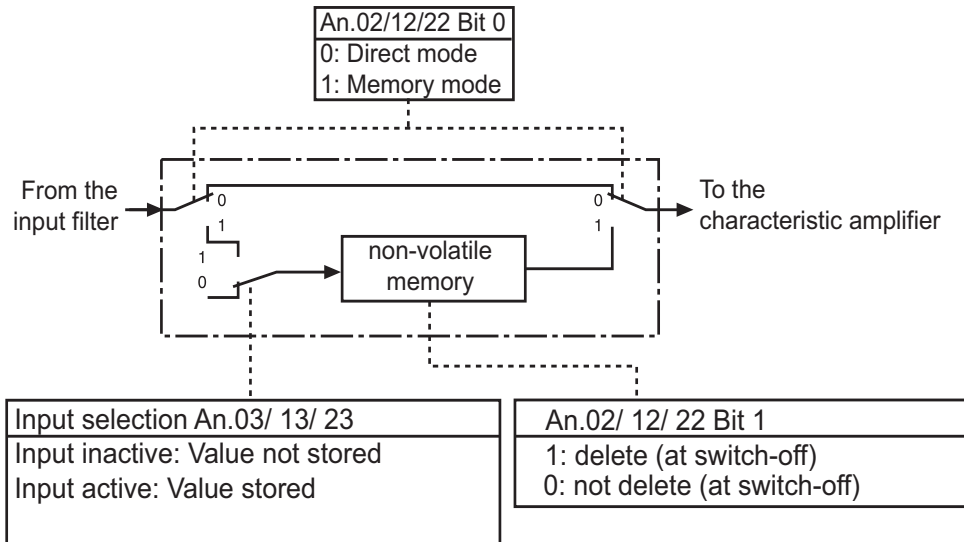 An.02/12/22 Bit 0
0: Direct mode
1: Memory mode
From the
input filter
0
1
1
0
non-volatile
memory
0
1
To the
characteristic amplifier
Input selection An.03/ 13/ 23
Input inactive: Value not stored
Input active: Value stored
An.02/ 12/ 22 Bit 1
1: delete (at switch-off)
0: not delete (at switch-off)